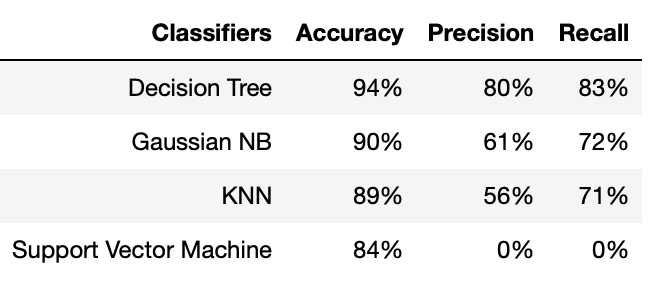 Classifiers Accuracy Precision Recall
Decision Tree 94% 80% 83%
Gaussian NB 90% 61% 72%
KNN 89% 56% 71%
Support Vector Machine 84% 0% 0%